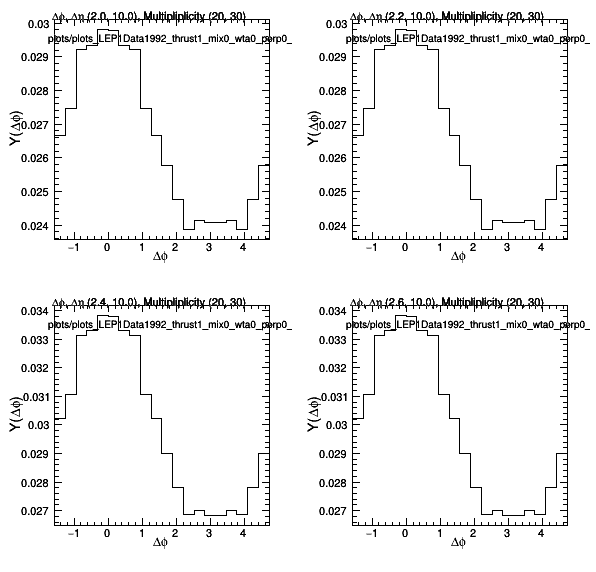 Δϕ, Δη (2.0, 10.0), Multipliplicity (20, 30)
plots/plots_LEP1Data1992_thrust1_mix0_wta0_perp0_
0.03
0.029
0.028
0.027
0.026
0.025
0.024
Y(Δϕ)
−1 0 1 2 3 4
Δϕ
Δϕ, Δη (2.2, 10.0), Multipliplicity (20, 30)
plots/plots_LEP1Data1992_thrust1_mix0_wta0_perp0_
0.03
0.029
0.028
0.027
0.026
0.025
0.024
Y(Δϕ)
−1 0 1 2 3 4
Δϕ
Δϕ, Δη (2.4, 10.0), Multipliplicity (20, 30)
plots/plots_LEP1Data1992_thrust1_mix0_wta0_perp0_
0.034
0.033
0.032
0.031
0.03
0.029
0.028
0.027
Y(Δϕ)
−1 0 1 2 3 4
Δϕ
Δϕ, Δη (2.6, 10.0), Multipliplicity (20, 30)
plots/plots_LEP1Data1992_thrust1_mix0_wta0_perp0_
0.034
0.033
0.032
0.031
0.03
0.029
0.028
0.027
Y(Δϕ)
−1 0 1 2 3 4
Δϕ